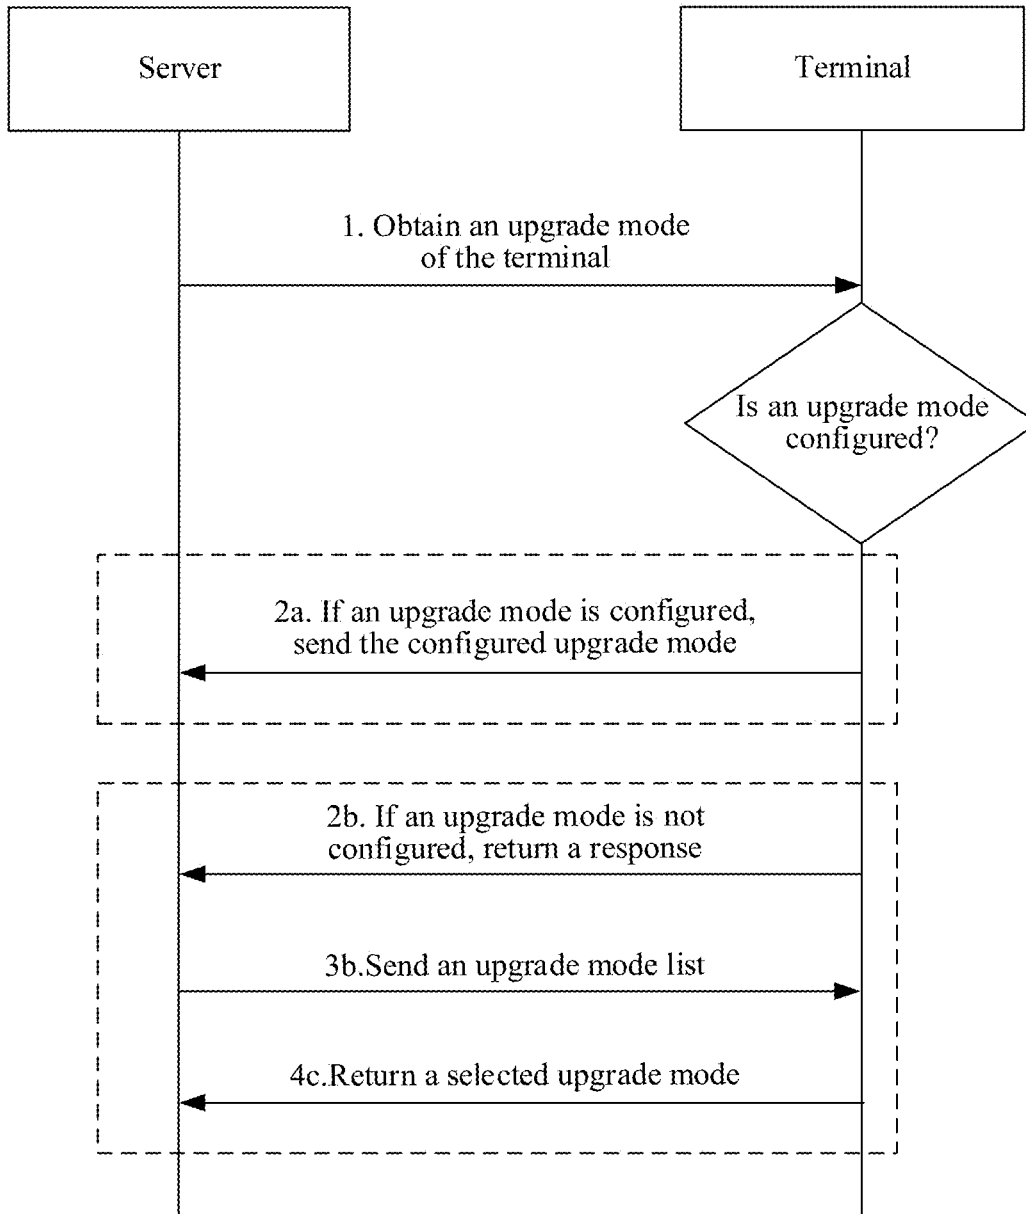 Server
Terminal
1. Obtain an upgrade mode
of the terminal
Is an upgrade mode
configured?
2a. If an upgrade mode is configured,
send the configured upgrade mode
2b. If an upgrade mode is not
configured, return a response
3b.Send an upgrade mode list
4c.Return a selected upgrade mode